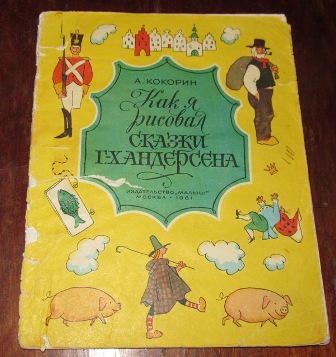 А. КОКОРИН
Как я
рисовал
СКАЗКИ
Г·Х·АНДЕРСЕНА
ИЗДАТЕЛЬСТВО „МАЛЫШ“
МОСКВА · 1981